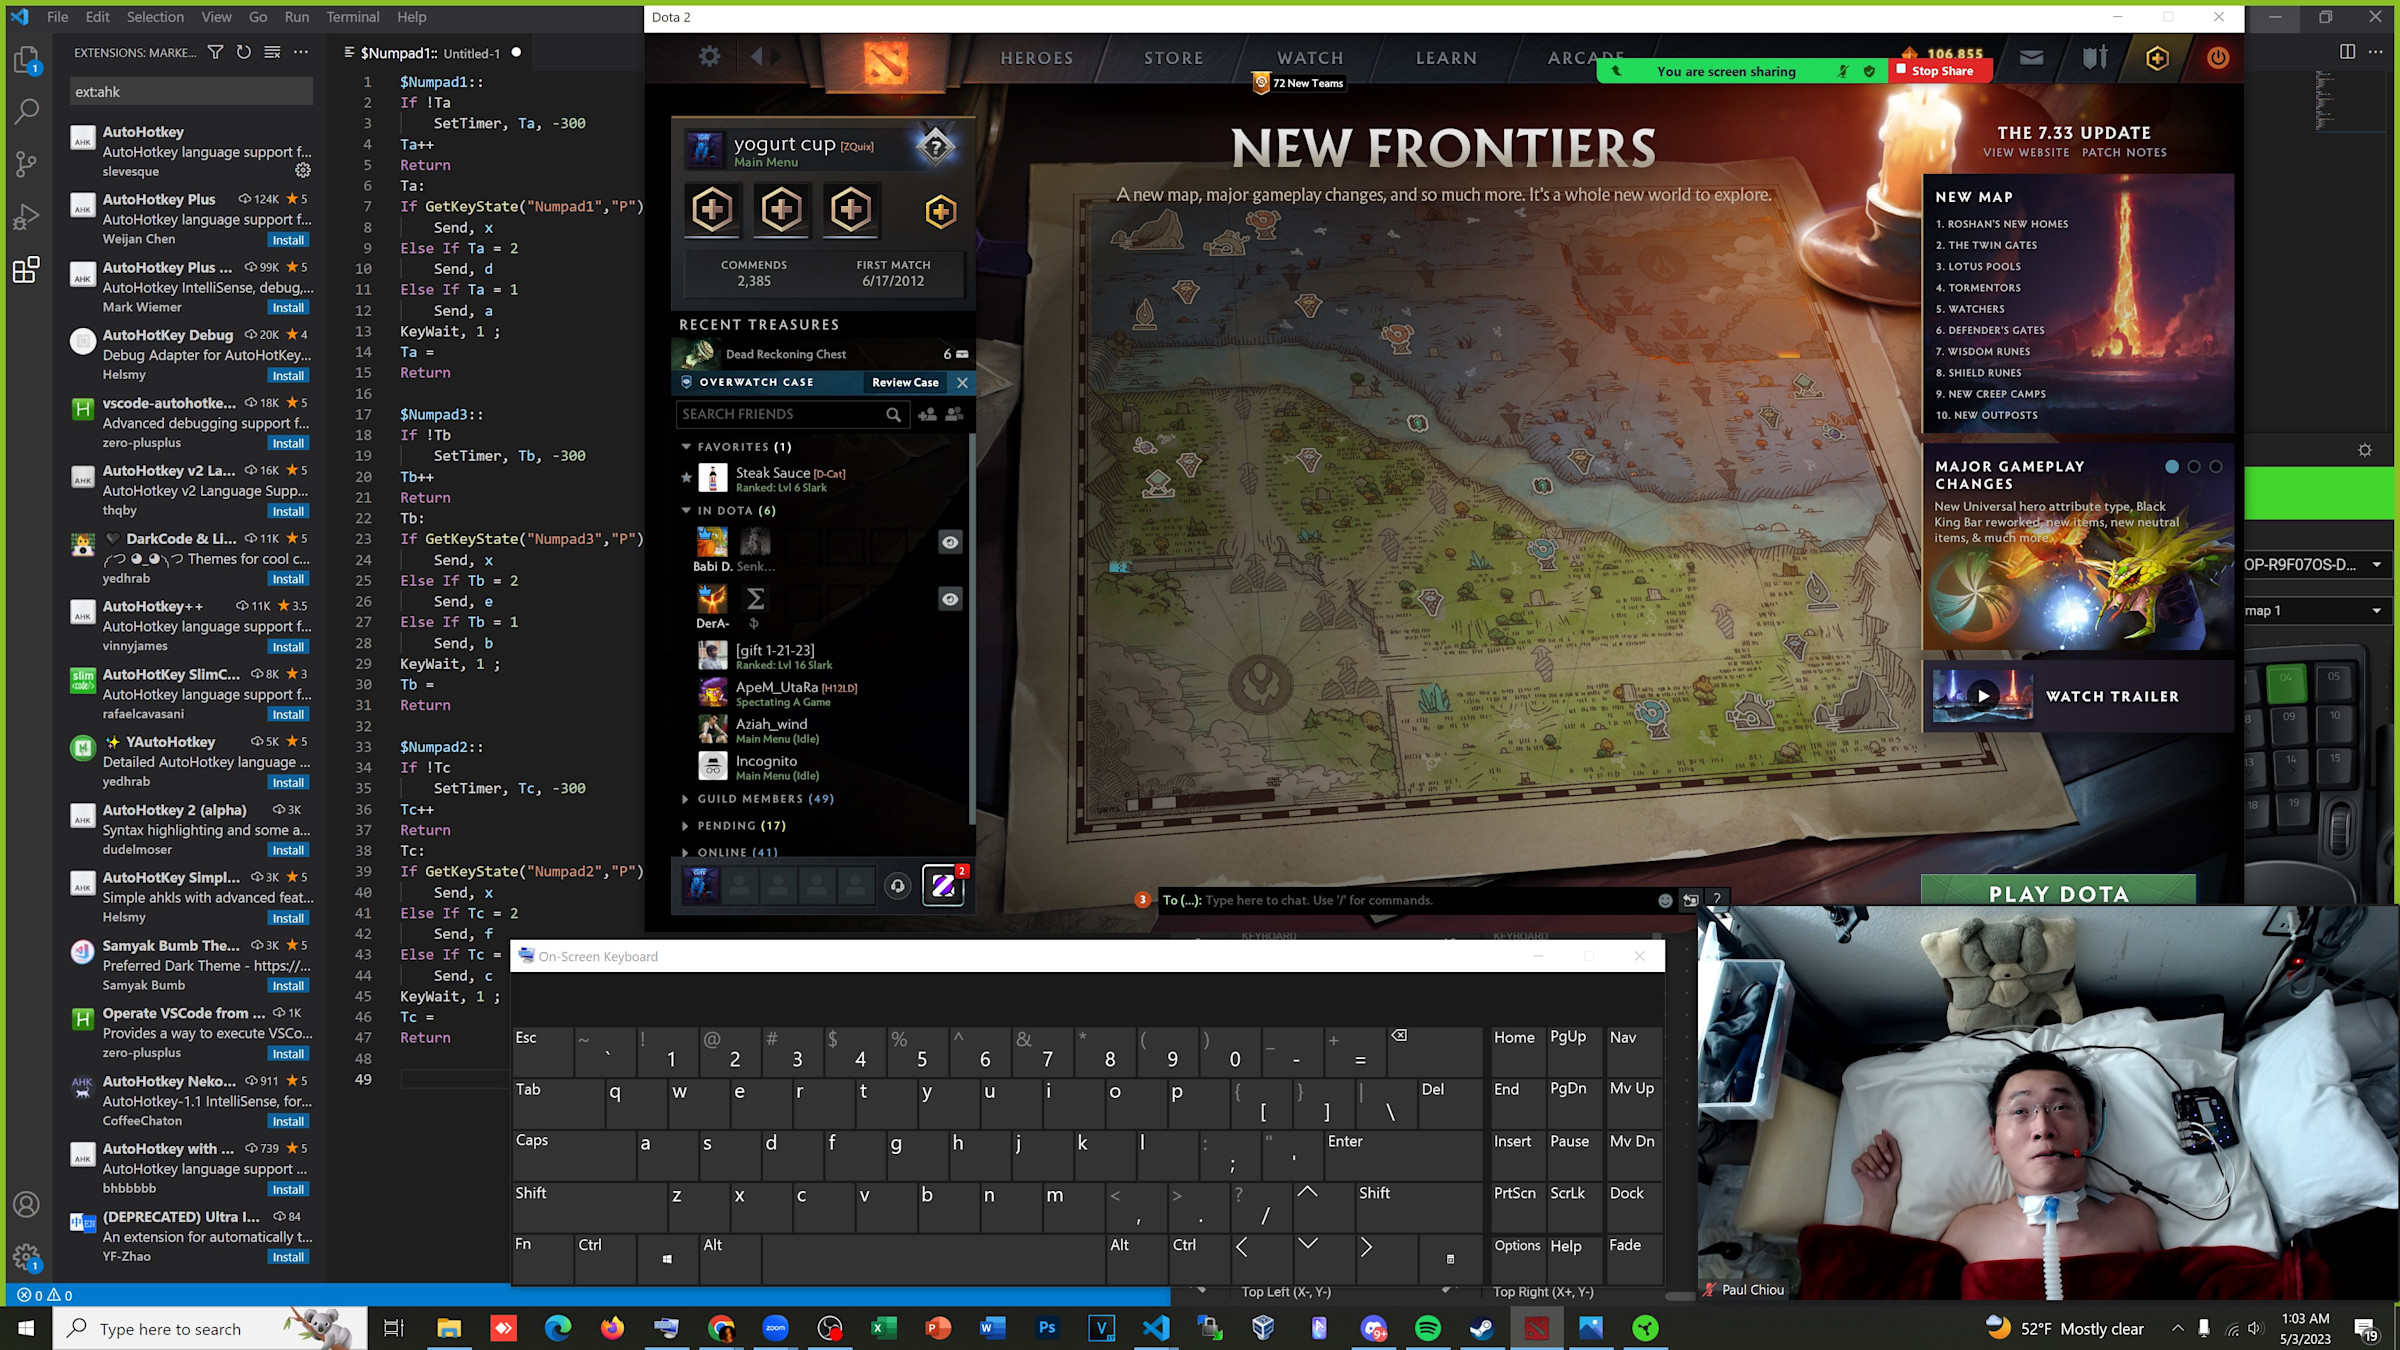 File Edit Selection View Go Run Terminal Help
EXTENSIONS: MARKE...
ext:ahk
AutoHotkey
AutoHotkey language support f...
slevesque
AutoHotkey Plus 124K 5
AutoHotkey language support f...
Weijan Chen Install
AutoHotkey Plus ... 99K 5
AutoHotkey IntelliSense, debug,...
Mark Wiemer Install
AutoHotKey Debug 20K 4
Debug Adapter for AutoHotKey...
Helsmy Install
vscode-autohotke... 18K 5
Advanced debugging support f...
zero-plusplus Install
AutoHotkey v2 La... 16K 5
AutoHotkey v2 Language Supp...
thqby Install
DarkCode & Li... 11K 5
Themes for cool c...
yedhrab Install
AutoHotkey++ 11K 3.5
AutoHotkey language support f...
vinnyjames Install
AutoHotKey SlimC... 8K 3
AutoHotkey language support f...
rafaelcavasani Install
YAutoHotkey 5K 5
Detailed AutoHotkey language ...
yedhrab Install
AutoHotkey 2 (alpha) 3K
Syntax highlighting and some a...
dudelmoser Install
AutoHotKey Simpl... 3K 5
Simple ahkls with advanced feat...
Helsmy Install
Samyak Bumb The... 3K 5
Preferred Dark Theme - https://...
Samyak Bumb Install
Operate VSCode from ... 1K
Provides a way to execute VSCo...
zero-plusplus Install
AutoHotkey Neko... 911 5
AutoHotkey-1.1 IntelliSense, for...
CoffeeChaton Install
AutoHotkey with ... 739 5
AutoHotkey language support ...
bhbbbbb Install
(DEPRECATED) Ultra I... 84
An extension for automatically t...
YF-Zhao Install
$Numpad1:: Untitled-1
1 $Numpad1::
2 If !Ta
3 SetTimer, Ta, -300
4 Ta++
5 Return
6 Ta:
7 If GetKeyState("Numpad1","P")
8 Send, x
9 Else If Ta = 2
10 Send, d
11 Else If Ta = 1
12 Send, a
13 KeyWait, 1 ;
14 Ta =
15 Return
16
17 $Numpad3::
18 If !Tb
19 SetTimer, Tb, -300
20 Tb++
21 Return
22 Tb:
23 If GetKeyState("Numpad3","P")
24 Send, x
25 Else If Tb = 2
26 Send, e
27 Else If Tb = 1
28 Send, b
29 KeyWait, 1 ;
30 Tb =
31 Return
32
33 $Numpad2::
34 If !Tc
35 SetTimer, Tc, -300
36 Tc++
37 Return
38 Tc:
39 If GetKeyState("Numpad2","P")
40 Send, x
41 Else If Tc = 2
42 Send, f
43 Else If Tc =
44 Send, c
45 KeyWait, 1 ;
46 Tc =
47 Return
48
49
0 0
Dota 2
HEROES STORE WATCH LEARN ARCADE
106,855
72 New Teams
You are screen sharing Stop Share
yogurt cup [ZQuix]
Main Menu
COMMENDS FIRST MATCH
2,385 6/17/2012
RECENT TREASURES
Dead Reckoning Chest 6
OVERWATCH CASE Review Case
SEARCH FRIENDS
FAVORITES (1)
Steak Sauce [D-Cat]
Ranked: Lvl 6 Slark
IN DOTA (6)
Babi D. Senk...
DerA-
[gift 1-21-23]
Ranked: Lvl 16 Slark
ApeM_UtaRa [H12LD]
Spectating A Game
Aziah_wind
Main Menu (Idle)
Incognito
Main Menu (Idle)
GUILD MEMBERS (49)
PENDING (17)
ONLINE (41)
2
NEW FRONTIERS
A new map, major gameplay changes, and so much more. It's a whole new world to explore.
THE 7.33 UPDATE
VIEW WEBSITE PATCH NOTES
NEW MAP
1. ROSHAN'S NEW HOMES
2. THE TWIN GATES
3. LOTUS POOLS
4. TORMENTORS
5. WATCHERS
6. DEFENDER'S GATES
7. WISDOM RUNES
8. SHIELD RUNES
9. NEW CREEP CAMPS
10. NEW OUTPOSTS
MAJOR GAMEPLAY
CHANGES
New Universal hero attribute type, Black
King Bar reworked, new items, new neutral
items, & much more.
WATCH TRAILER
3 To (...): Type here to chat. Use '/' for commands. ?
PLAY DOTA
OP-R9F07OS-D...
map 1
04 05
09 10
13 14 15
18 19
KEYBOARD KEYBOARD
On-Screen Keyboard
Esc ~ ` ! 1 @ 2 # 3 $ 4 % 5 ^ 6 & 7 * 8 ( 9 ) 0 _ - + = Home PgUp Nav
Tab q w e r t y u i o p { [ } ] | \ Del End PgDn Mv Up
Caps a s d f g h j k l : ; " ' Enter Insert Pause Mv Dn
Shift z x c v b n m < , > . ? / Shift PrtScn ScrLk Dock
Fn Ctrl Alt Alt Ctrl Options Help Fade
Top Left (X-, Y-) Top Right (X+, Y-)
Paul Chiou
Type here to search
zoom
Ps
9+
52°F Mostly clear
1:03 AM
5/3/2023
19